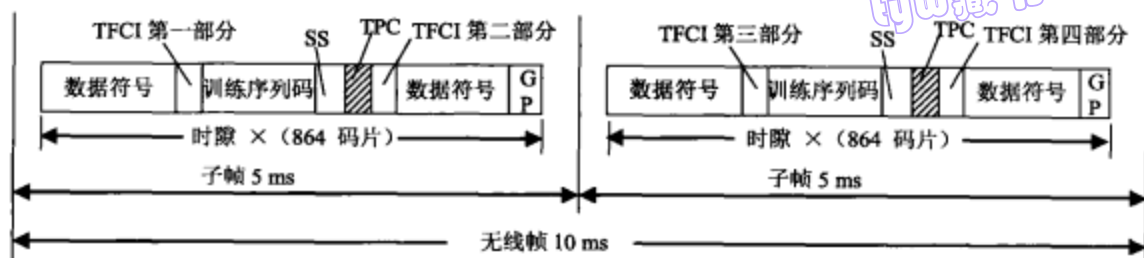 TFCI 第一部分 SS TPC TFCI 第二部分 TFCI 第三部分 SS TPC TFCI 第四部分
数据符号 训练序列码 数据符号 GP 数据符号 训练序列码 数据符号 GP
时隙 ×（864 码片） 时隙 ×（864 码片）
子帧 5 ms 子帧 5 ms
无线帧 10 ms